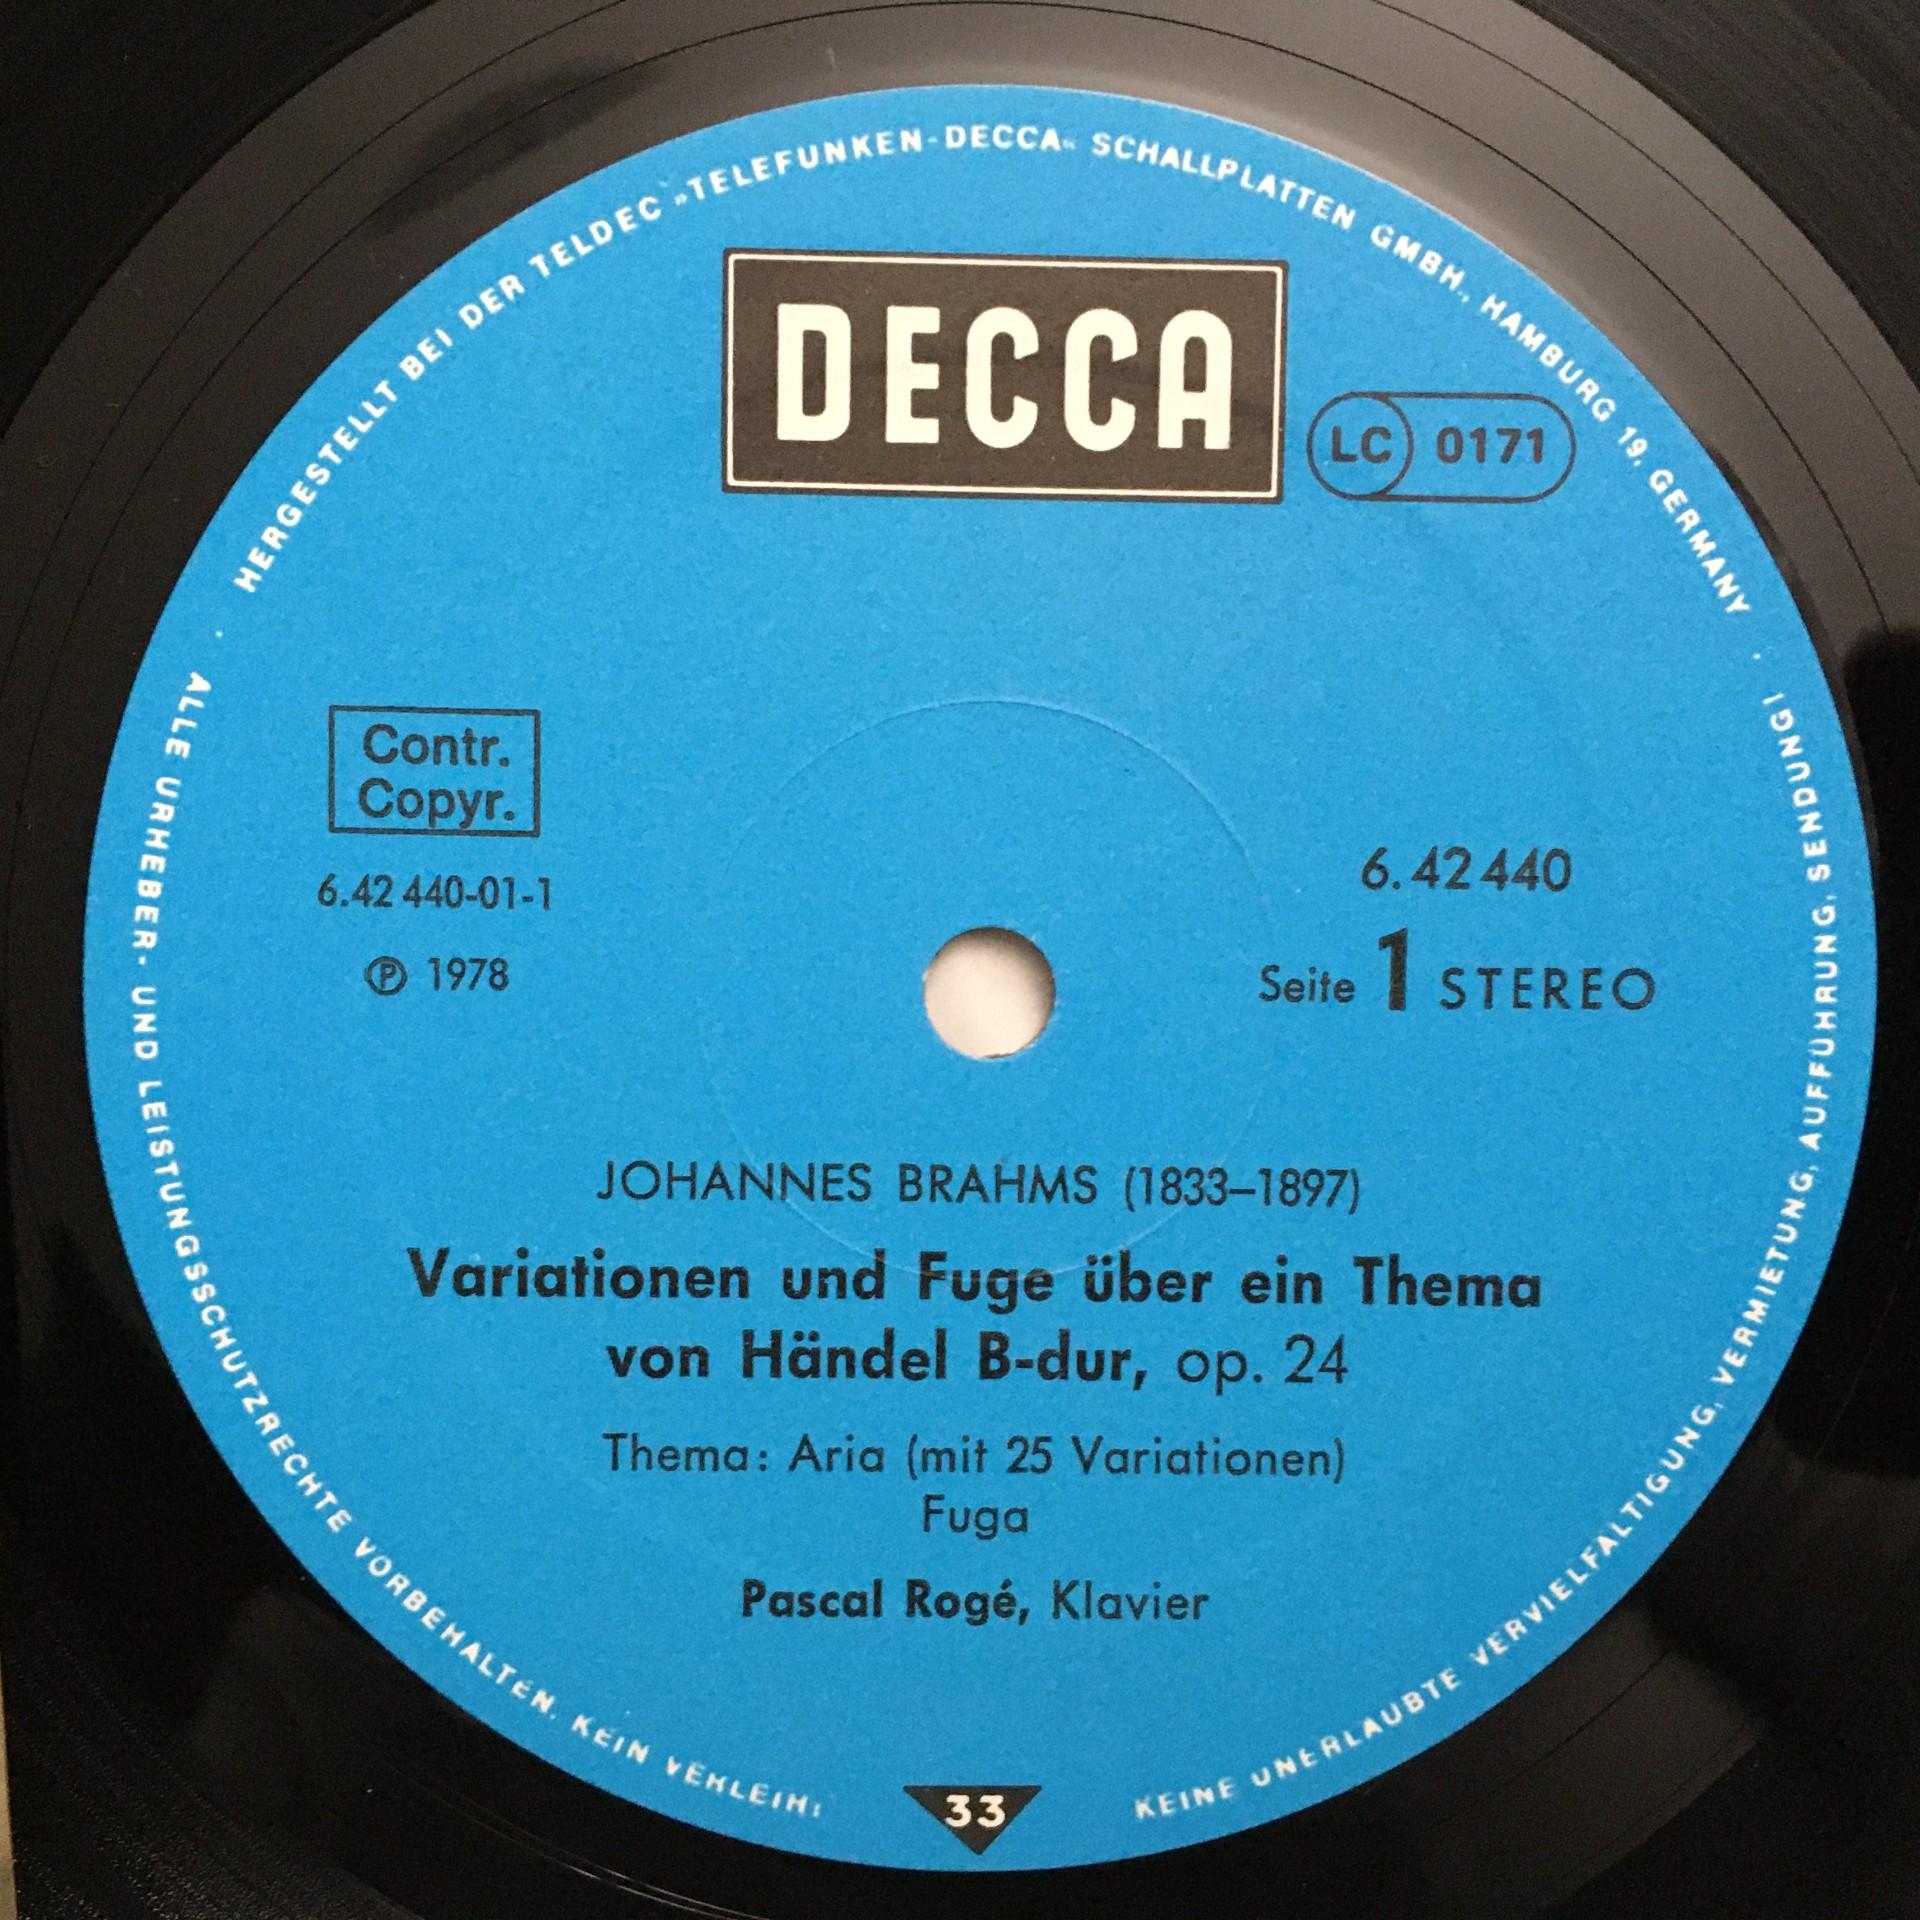 HERGESTELLT BEI DER TELDEC »TELEFUNKEN-DECCA« SCHALLPLATTEN GMBH., HAMBURG 19, GERMANY ·
DECCA
LC 0171
Contr.
Copyr.
6.42 440-01-1
℗ 1978
6.42 440
Seite 1 STEREO
JOHANNES BRAHMS (1833–1897)
Variationen und Fuge über ein Thema
von Händel B-dur, op. 24
Thema: Aria (mit 25 Variationen)
Fuga
Pascal Rogé, Klavier
33
· ALLE URHEBER- UND LEISTUNGSSCHUTZRECHTE VORBEHALTEN. KEIN VERLEIH!
KEINE UNERLAUBTE VERVIELFÄLTIGUNG, VERMIETUNG, AUFFÜHRUNG, SENDUNG!